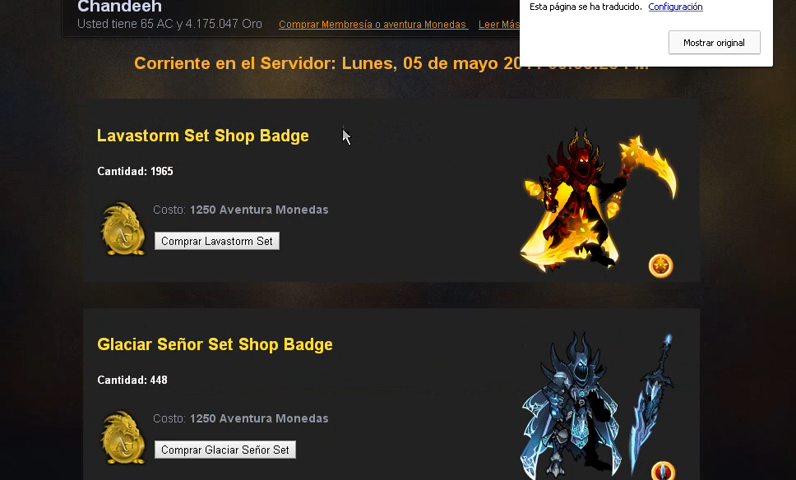 Chandeeh
Esta página se ha traducido. Configuración
Usted tiene 65 AC y 4.175.047 Oro Comprar Membresía o aventura Monedas Leer Más
Mostrar original
Corriente en el Servidor: Lunes, 05 de mayo
Lavastorm Set Shop Badge
Cantidad: 1965
Costo: 1250 Aventura Monedas
Comprar Lavastorm Set
Glaciar Señor Set Shop Badge
Cantidad: 448
Costo: 1250 Aventura Monedas
Comprar Glaciar Señor Set